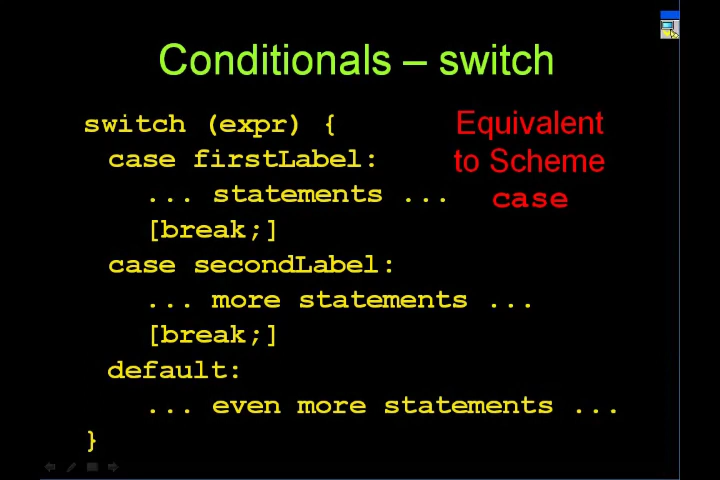 Conditionals – switch
switch (expr) {
case firstLabel:
... statements ...
[break;]
case secondLabel:
... more statements ...
[break;]
default:
... even more statements ...
}
Equivalent
to Scheme
case